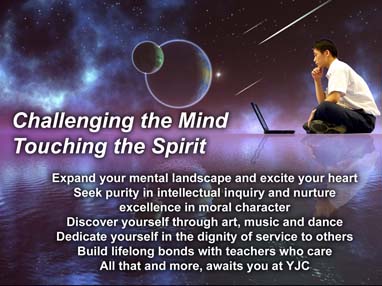 Challenging the Mind
Touching the Spirit
Expand your mental landscape and excite your heart
Seek purity in intellectual inquiry and nurture
excellence in moral character
Discover yourself through art, music and dance
Dedicate yourself in the dignity of service to others
Build lifelong bonds with teachers who care
All that and more, awaits you at YJC